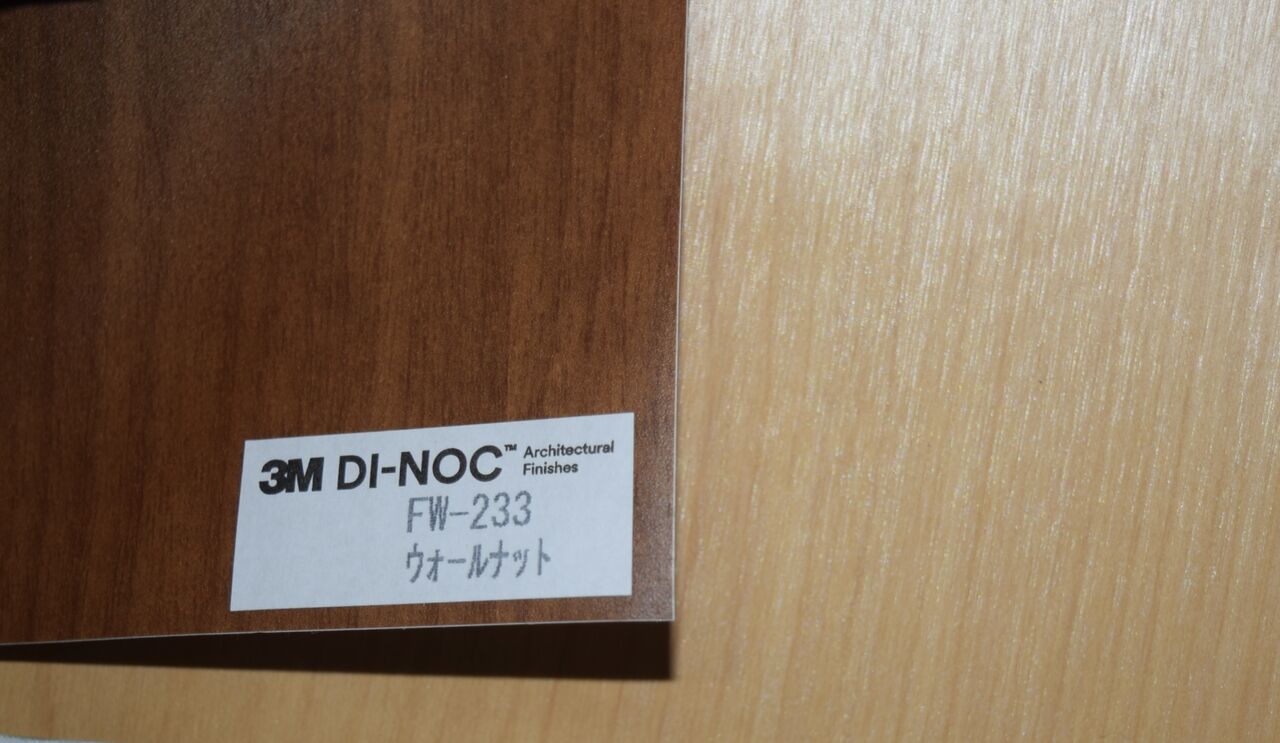 3M DI-NOC™ Architectural
Finishes
FW-233
ウォールナット